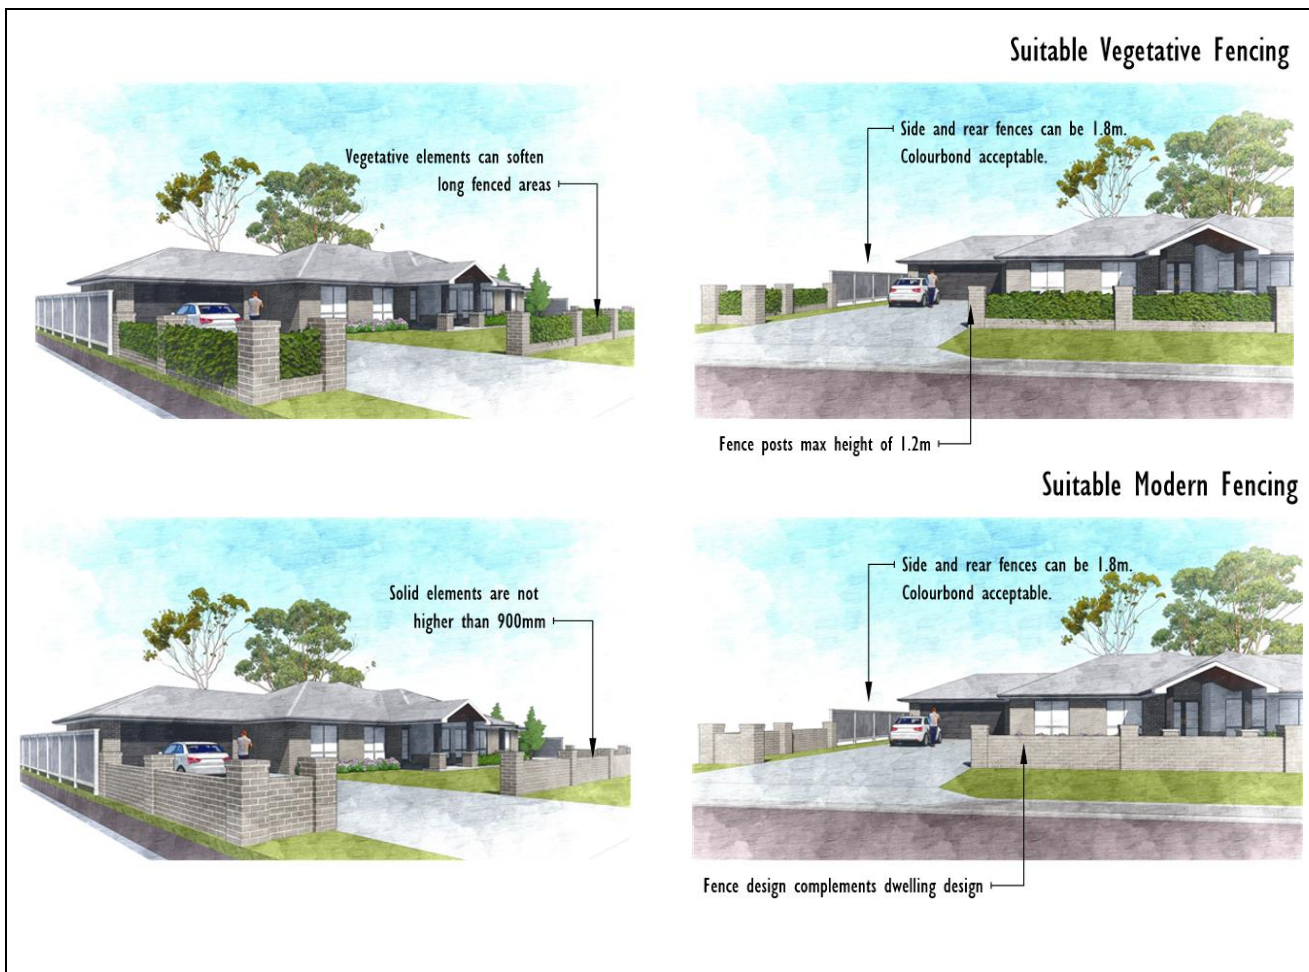 Suitable Vegetative Fencing
Vegetative elements can soften
long fenced areas
Side and rear fences can be 1.8m.
Colourbond acceptable.
Fence posts max height of 1.2m
Suitable Modern Fencing
Solid elements are not
higher than 900mm
Side and rear fences can be 1.8m.
Colourbond acceptable.
Fence design complements dwelling design